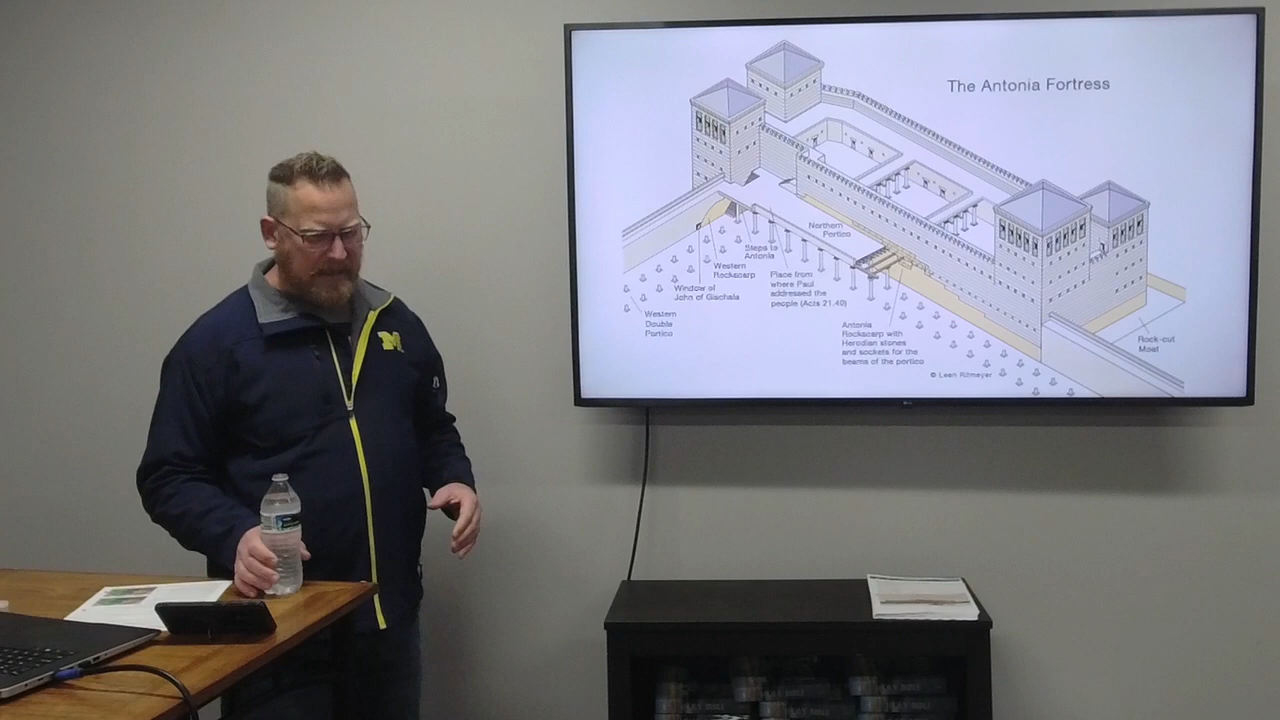 The Antonia Fortress
Northern
Portico
Steps to
Antonia
Western
Rockscarp
Place from
where Paul
addressed the
people (Acts 21.40)
Window of
John of Gischala
Western
Double
Portico
Antonia
Rockscarp with
Herodian stones
and sockets for the
beams of the portico
Rock-cut
Moat
© Leen Ritmeyer
M
LG